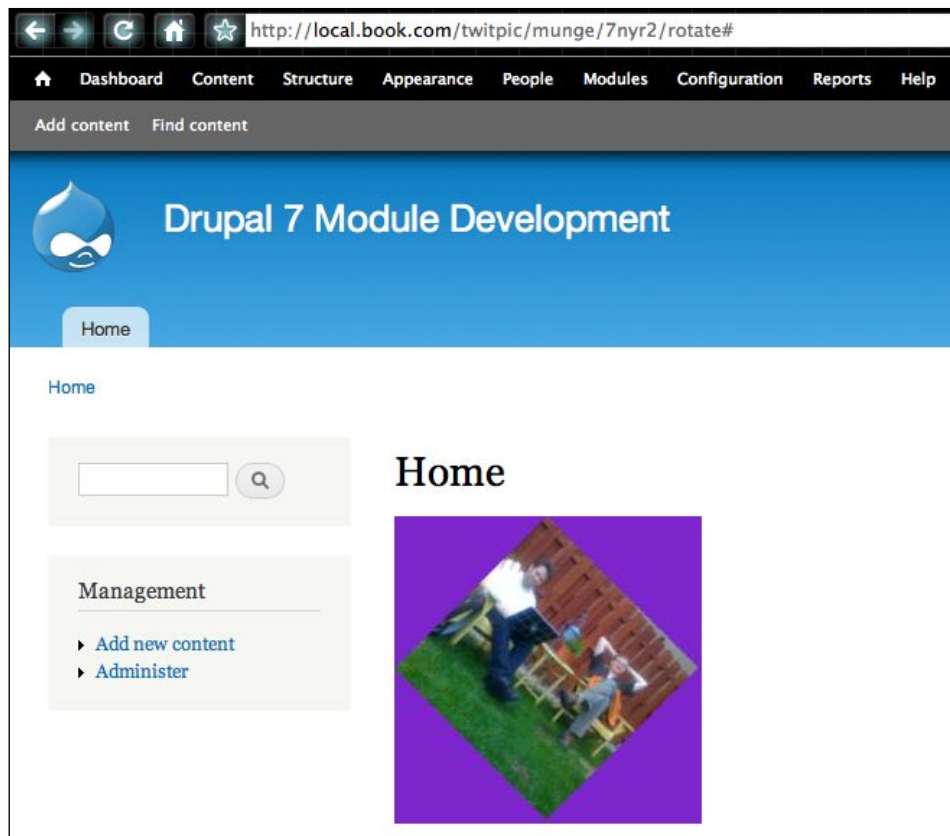 http://local.book.com/twitpic/munge/7nyr2/rotate#
Dashboard Content Structure Appearance People Modules Configuration Reports Help
Add content Find content
Drupal 7 Module Development
Home
Home
Home
Management
Add new content
Administer